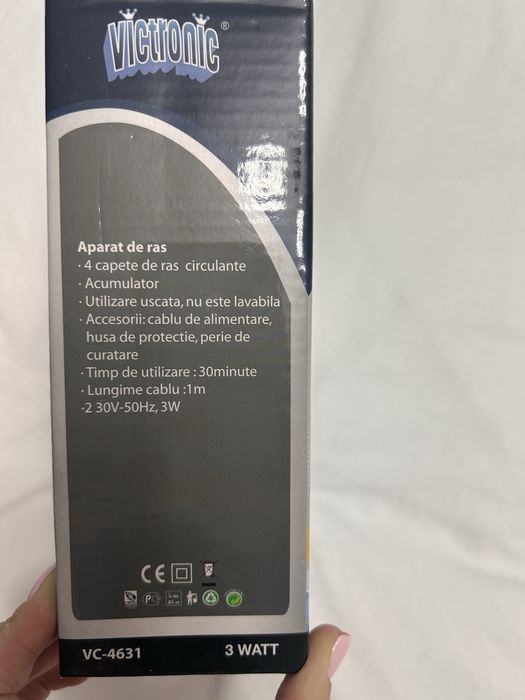 Victronic ®
Aparat de ras
· 4 capete de ras circulante
· Acumulator
· Utilizare uscata, nu este lavabila
· Accesorii: cablu de alimentare,
husa de protectie, perie de
curatare
· Timp de utilizare : 30minute
· Lungime cablu :1m
·2 30V-50Hz, 3W
CE
VC-4631 3 WATT